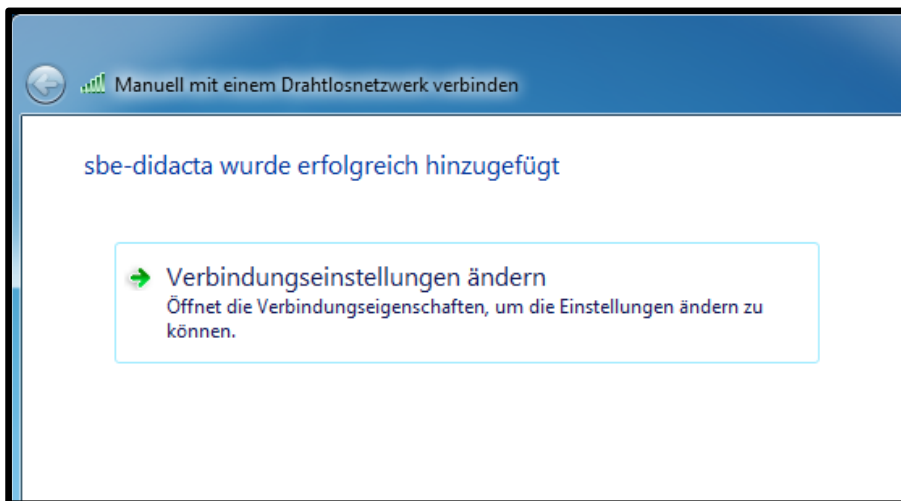 Manuell mit einem Drahtlosnetzwerk verbinden
sbe-didacta wurde erfolgreich hinzugefügt
Verbindungseinstellungen ändern
Öffnet die Verbindungseigenschaften, um die Einstellungen ändern zu
können.